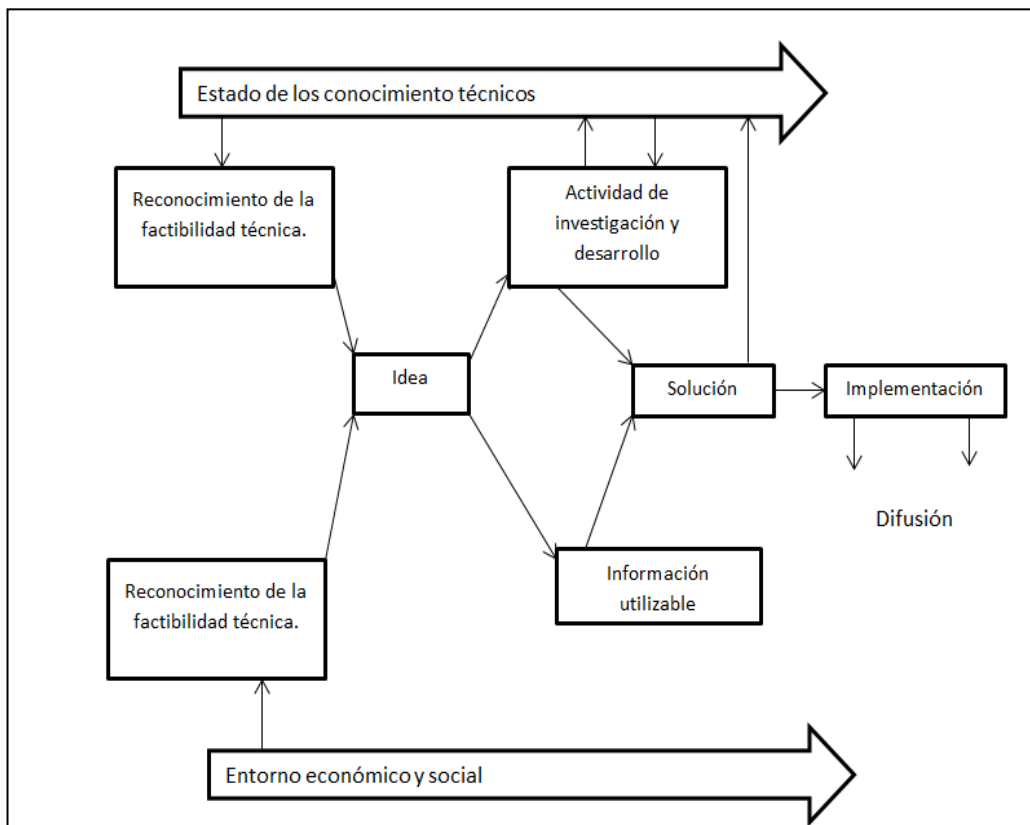 Estado de los conocimiento técnicos
Reconocimiento de la
factibilidad técnica.
Actividad de
investigación y
desarrollo
Idea
Solución
Implementación
Difusión
Reconocimiento de la
factibilidad técnica.
Información
utilizable
Entorno económico y social